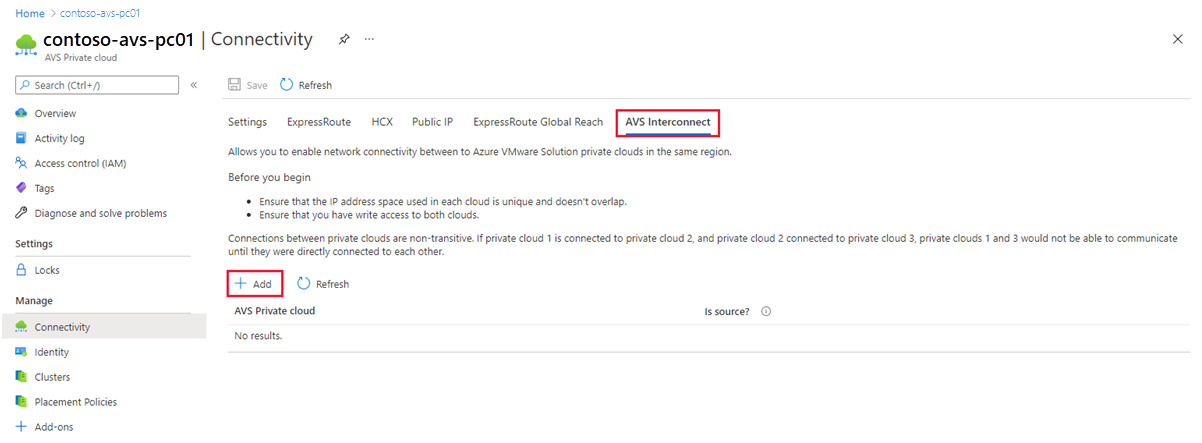 Home > contoso-avs-pc01
contoso-avs-pc01 | Connectivity ...
AVS Private cloud
Search (Ctrl+/) «
Overview
Activity log
Access control (IAM)
Tags
Diagnose and solve problems
Settings
Locks
Manage
Connectivity
Identity
Clusters
Placement Policies
Add-ons
Save Refresh
Settings ExpressRoute HCX Public IP ExpressRoute Global Reach AVS Interconnect
Allows you to enable network connectivity between to Azure VMware Solution private clouds in the same region.
Before you begin
• Ensure that the IP address space used in each cloud is unique and doesn't overlap.
• Ensure that you have write access to both clouds.
Connections between private clouds are non-transitive. If private cloud 1 is connected to private cloud 2, and private cloud 2 connected to private cloud 3, private clouds 1 and 3 would not be able to communicate
until they were directly connected to each other.
+ Add Refresh
AVS Private cloud Is source?
No results.